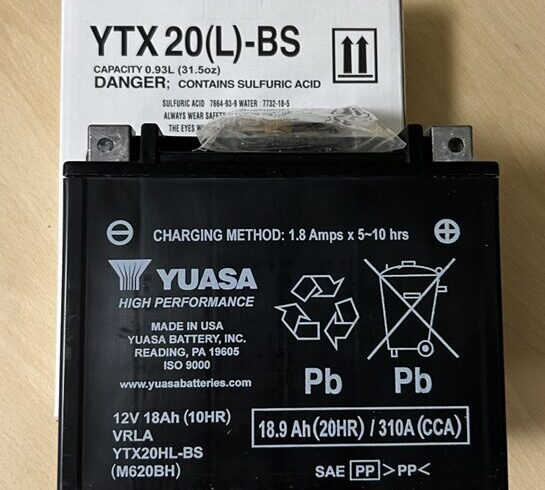 YTX20(L)-BS
CAPACITY 0.93L (31.5oz)
DANGER; CONTAINS SULFURIC ACID
SULFURIC ACID 7664-93-9 WATER 7732-18-5
ALWAYS WEAR SAFETY
THE EYES
CHARGING METHOD: 1.8 Amps x 5~10 hrs
YUASA
HIGH PERFORMANCE
MADE IN USA
YUASA BATTERY, INC.
READING, PA 19605
ISO 9000
www.yuasabatteries.com
Pb Pb
12V 18Ah (10HR)
VRLA
YTX20HL-BS
(M620BH)
18.9 Ah(20HR) / 310A(CCA)
SAE PP >PP<